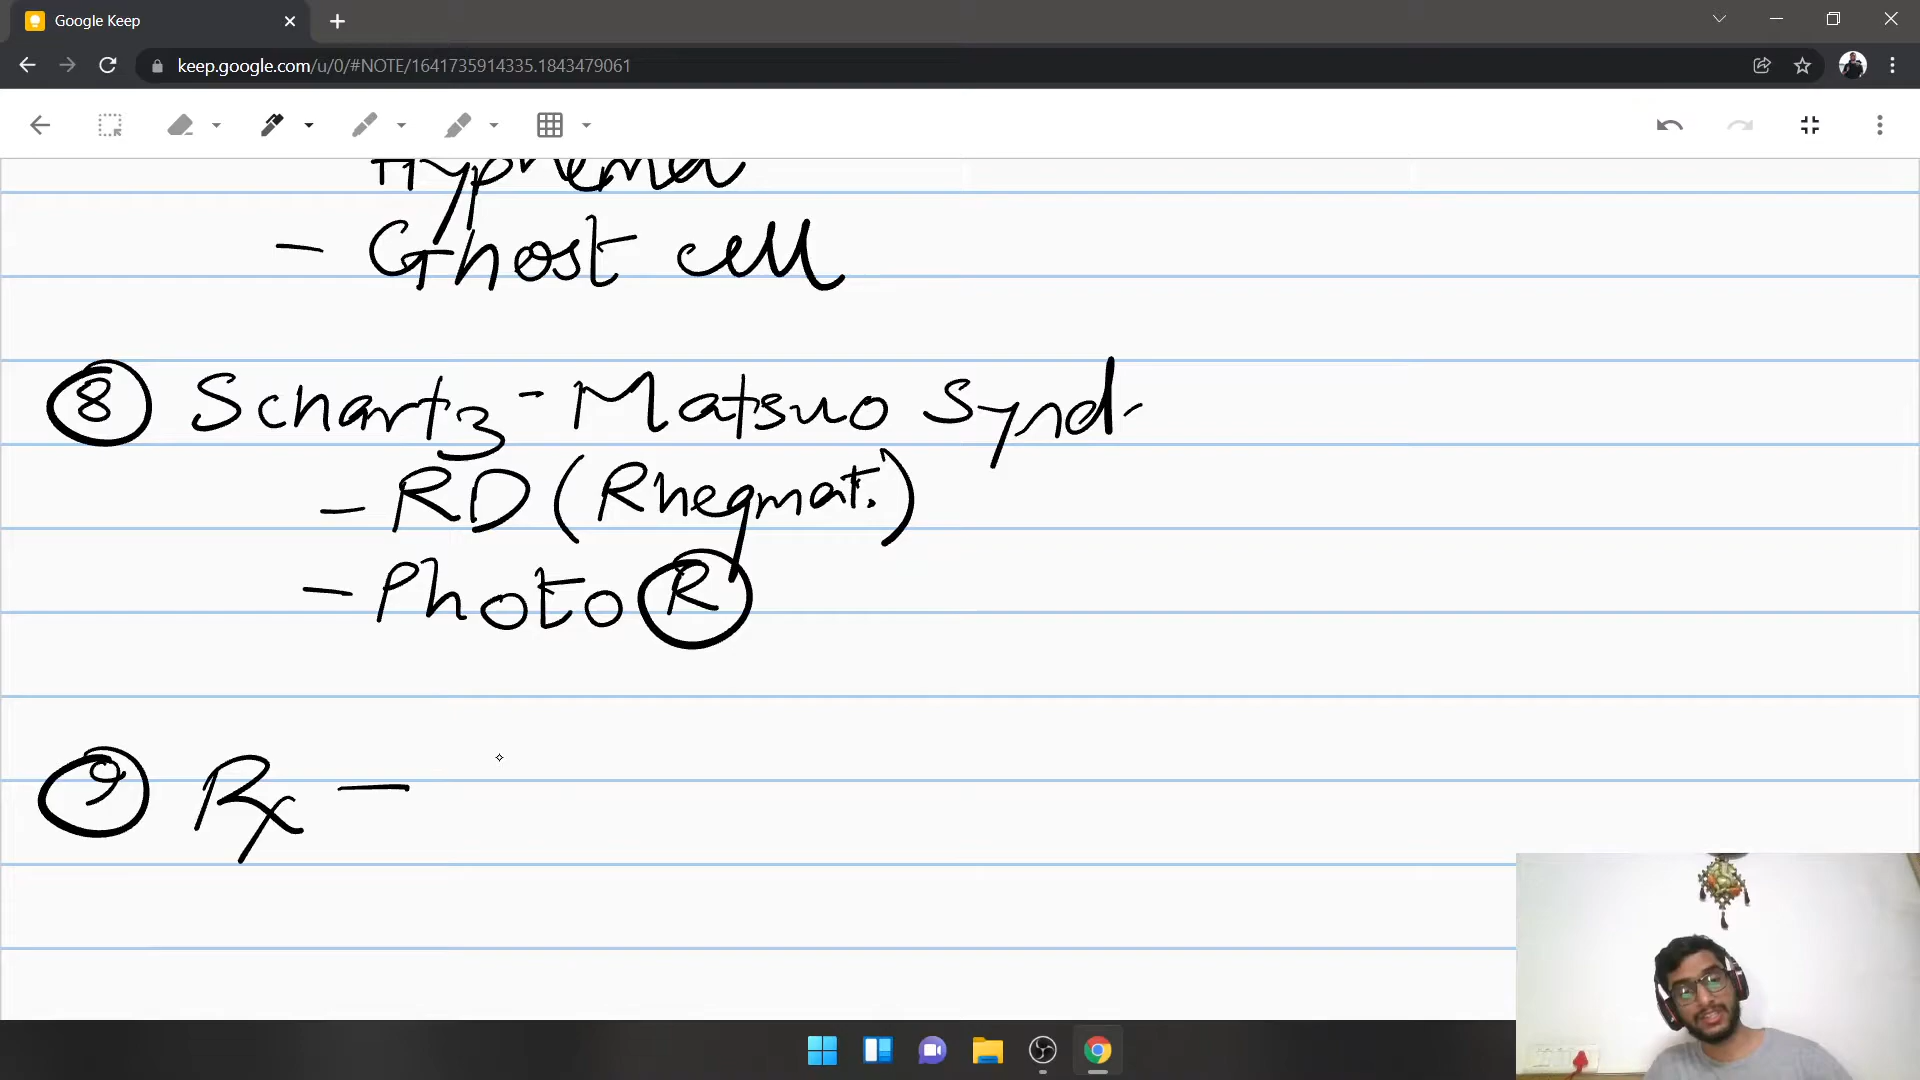 Google Keep
keep.google.com/u/0/#NOTE/1641735914335.1843479061
Hyphema
- Ghost cell
8 Schartz - Matsuo Synd.
- RD (Rhegmat.)
- Photo R
9 Rx -